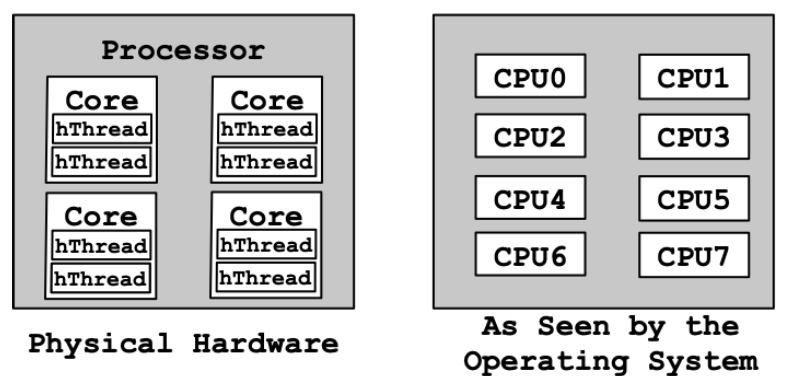 Processor
Core
hThread
hThread
Core
hThread
hThread
Core
hThread
hThread
Core
hThread
hThread
Physical Hardware
CPU0 CPU1
CPU2 CPU3
CPU4 CPU5
CPU6 CPU7
As Seen by the
Operating System